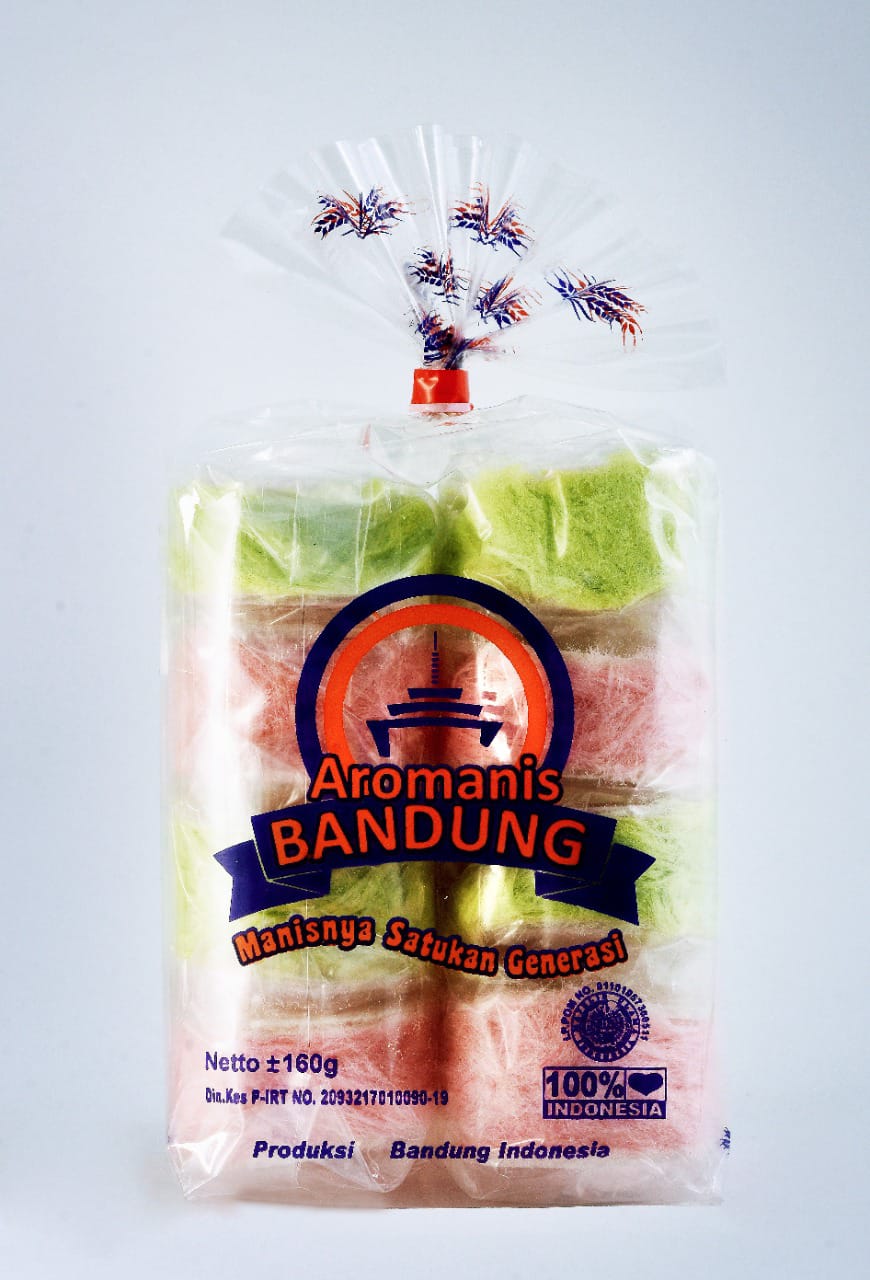 Aromanis
BANDUNG
Manisnya Satukan Generasi
Netto ±160g
Din.Kes P-IRT NO. 2093217010090-19
100%
INDONESIA
Produksi Bandung Indonesia